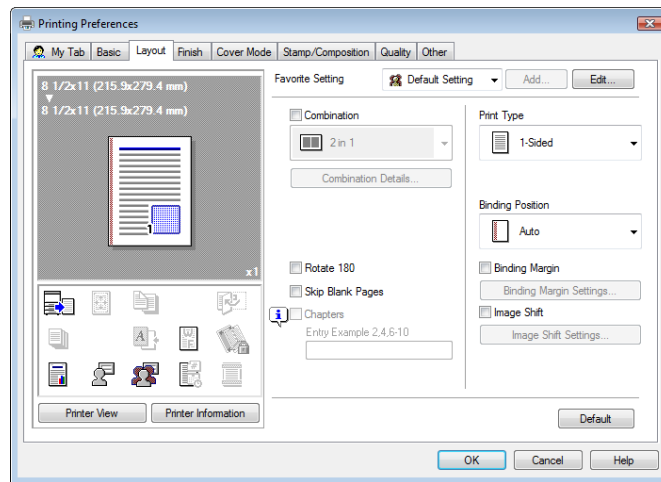 Printing Preferences
My Tab
Basic
Layout
Finish
Cover Mode
Stamp/Composition
Quality
Other
8 1/2x11 (215.9x279.4 mm)
8 1/2x11 (215.9x279.4 mm)
1
x1
Printer View
Printer Information
Favorite Setting
Default Setting
Add...
Edit...
Combination
2 in 1
Combination Details...
Rotate 180
Skip Blank Pages
Chapters
Entry Example 2,4,6-10
Print Type
1-Sided
Binding Position
Auto
Binding Margin
Binding Margin Settings...
Image Shift
Image Shift Settings...
Default
OK
Cancel
Help